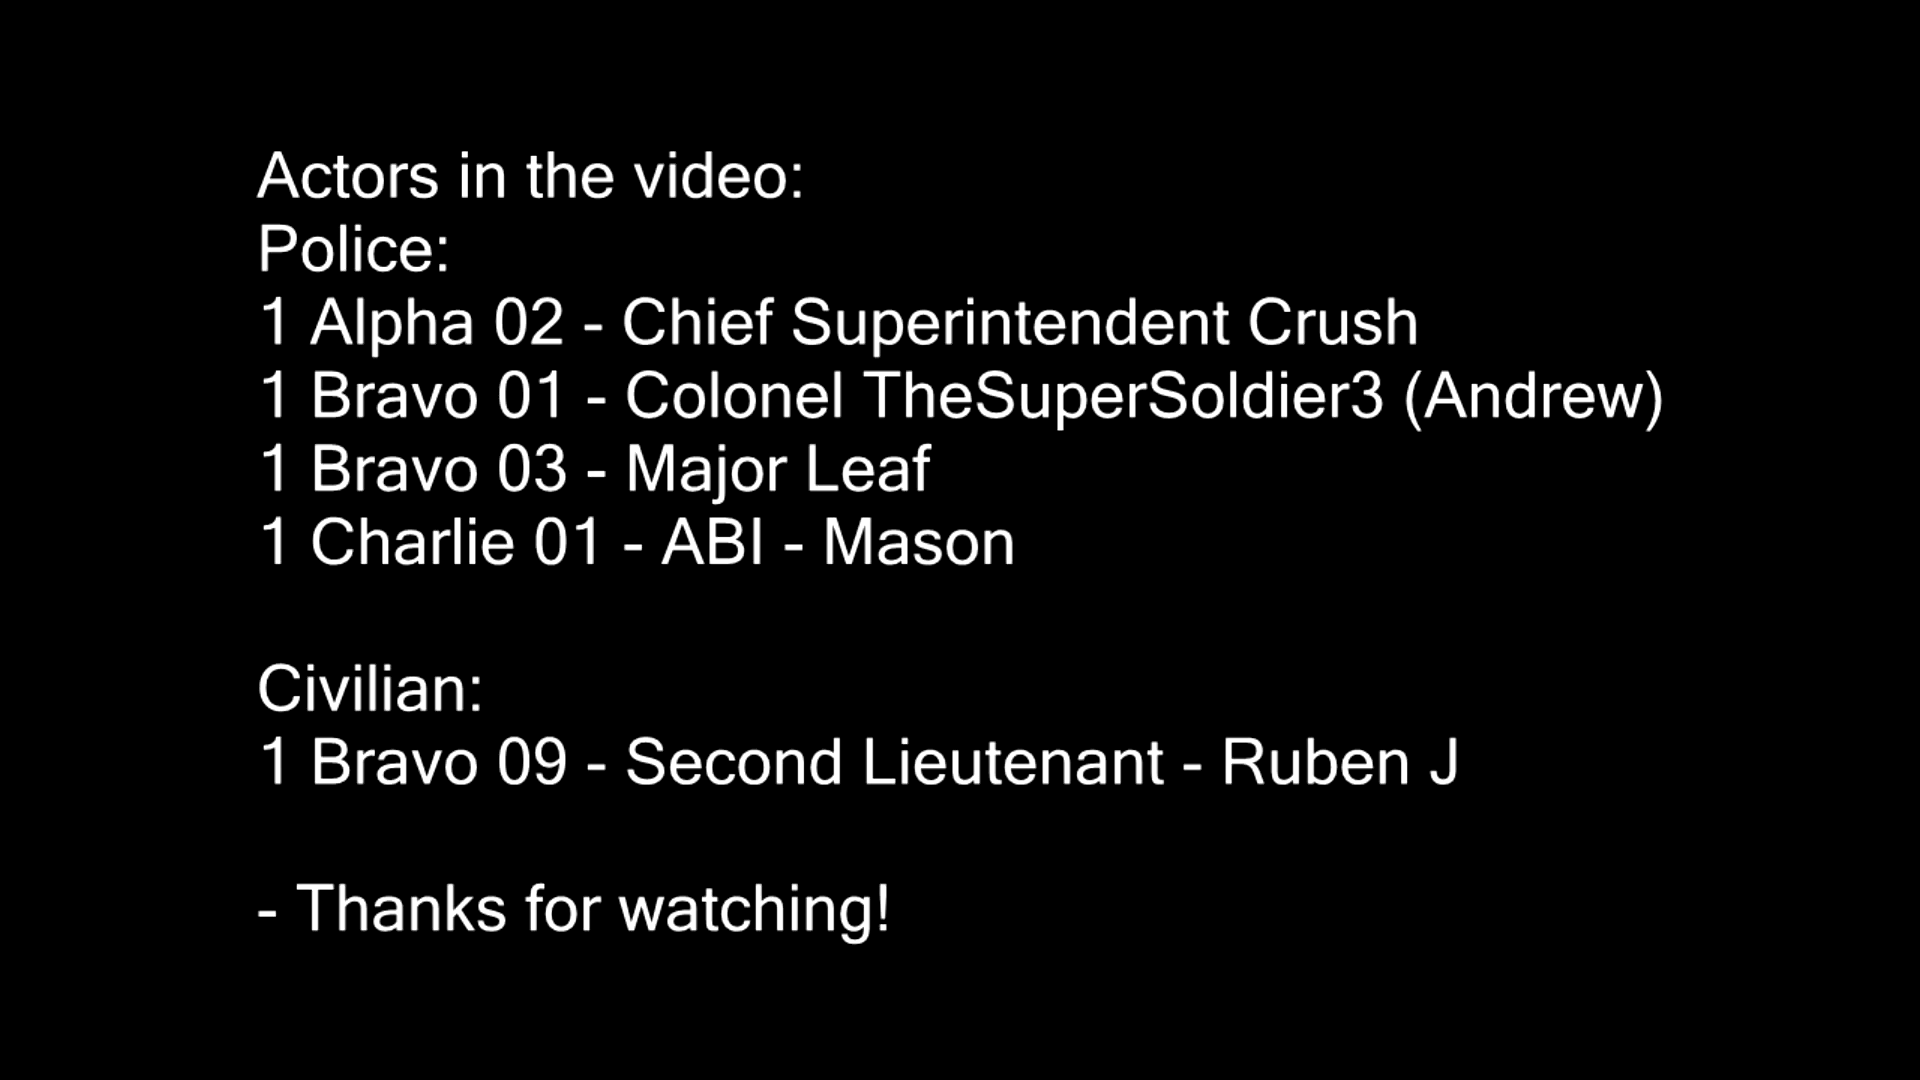 Actors in the video:
Police:
1 Alpha 02 - Chief Superintendent Crush
1 Bravo 01 - Colonel TheSuperSoldier3 (Andrew)
1 Bravo 03 - Major Leaf
1 Charlie 01 - ABI - Mason
Civilian:
1 Bravo 09 - Second Lieutenant - Ruben J
- Thanks for watching!